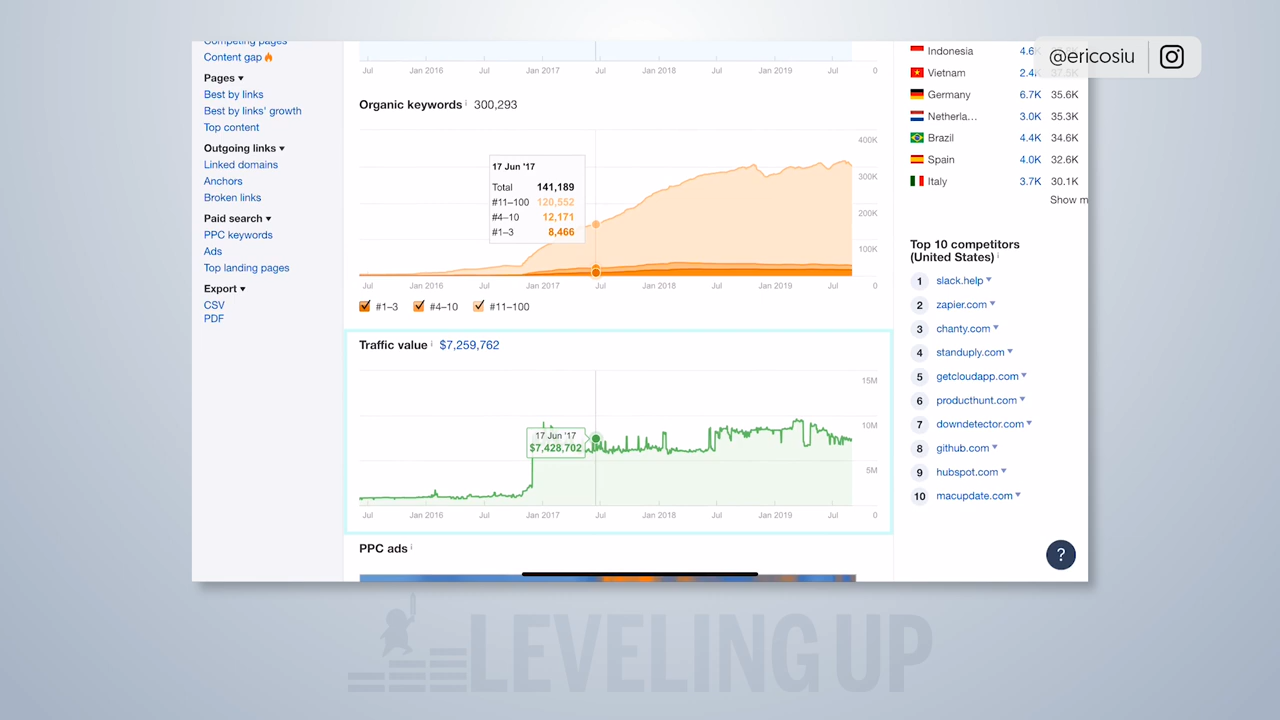 @ericosiu
Competing pages
Content gap
Pages
Best by links
Best by links' growth
Top content
Outgoing links
Linked domains
Anchors
Broken links
Paid search
PPC keywords
Ads
Top landing pages
Export
CSV
PDF
Jul Jan 2016 Jul Jan 2017 Jul Jan 2018 Jul Jan 2019 Jul 0
Organic keywords i 300,293
400K
300K
200K
100K
17 Jun '17
Total 141,189
#11–100 120,552
#4–10 12,171
#1–3 8,466
Jul Jan 2016 Jul Jan 2017 Jul Jan 2018 Jul Jan 2019 Jul 0
#1–3 #4–10 #11–100
Traffic value i $7,259,762
15M
10M
5M
17 Jun '17
$7,428,702
Jul Jan 2016 Jul Jan 2017 Jul Jan 2018 Jul Jan 2019 Jul 0
PPC ads i
Indonesia
Vietnam
Germany 6.7K 35.6K
Netherla… 3.0K 35.3K
Brazil 4.4K 34.6K
Spain 4.0K 32.6K
Italy 3.7K 30.1K
Show m
Top 10 competitors
(United States) i
1 slack.help
2 zapier.com
3 chanty.com
4 standuply.com
5 getcloudapp.com
6 producthunt.com
7 downdetector.com
8 github.com
9 hubspot.com
10 macupdate.com
?
LEVELING UP